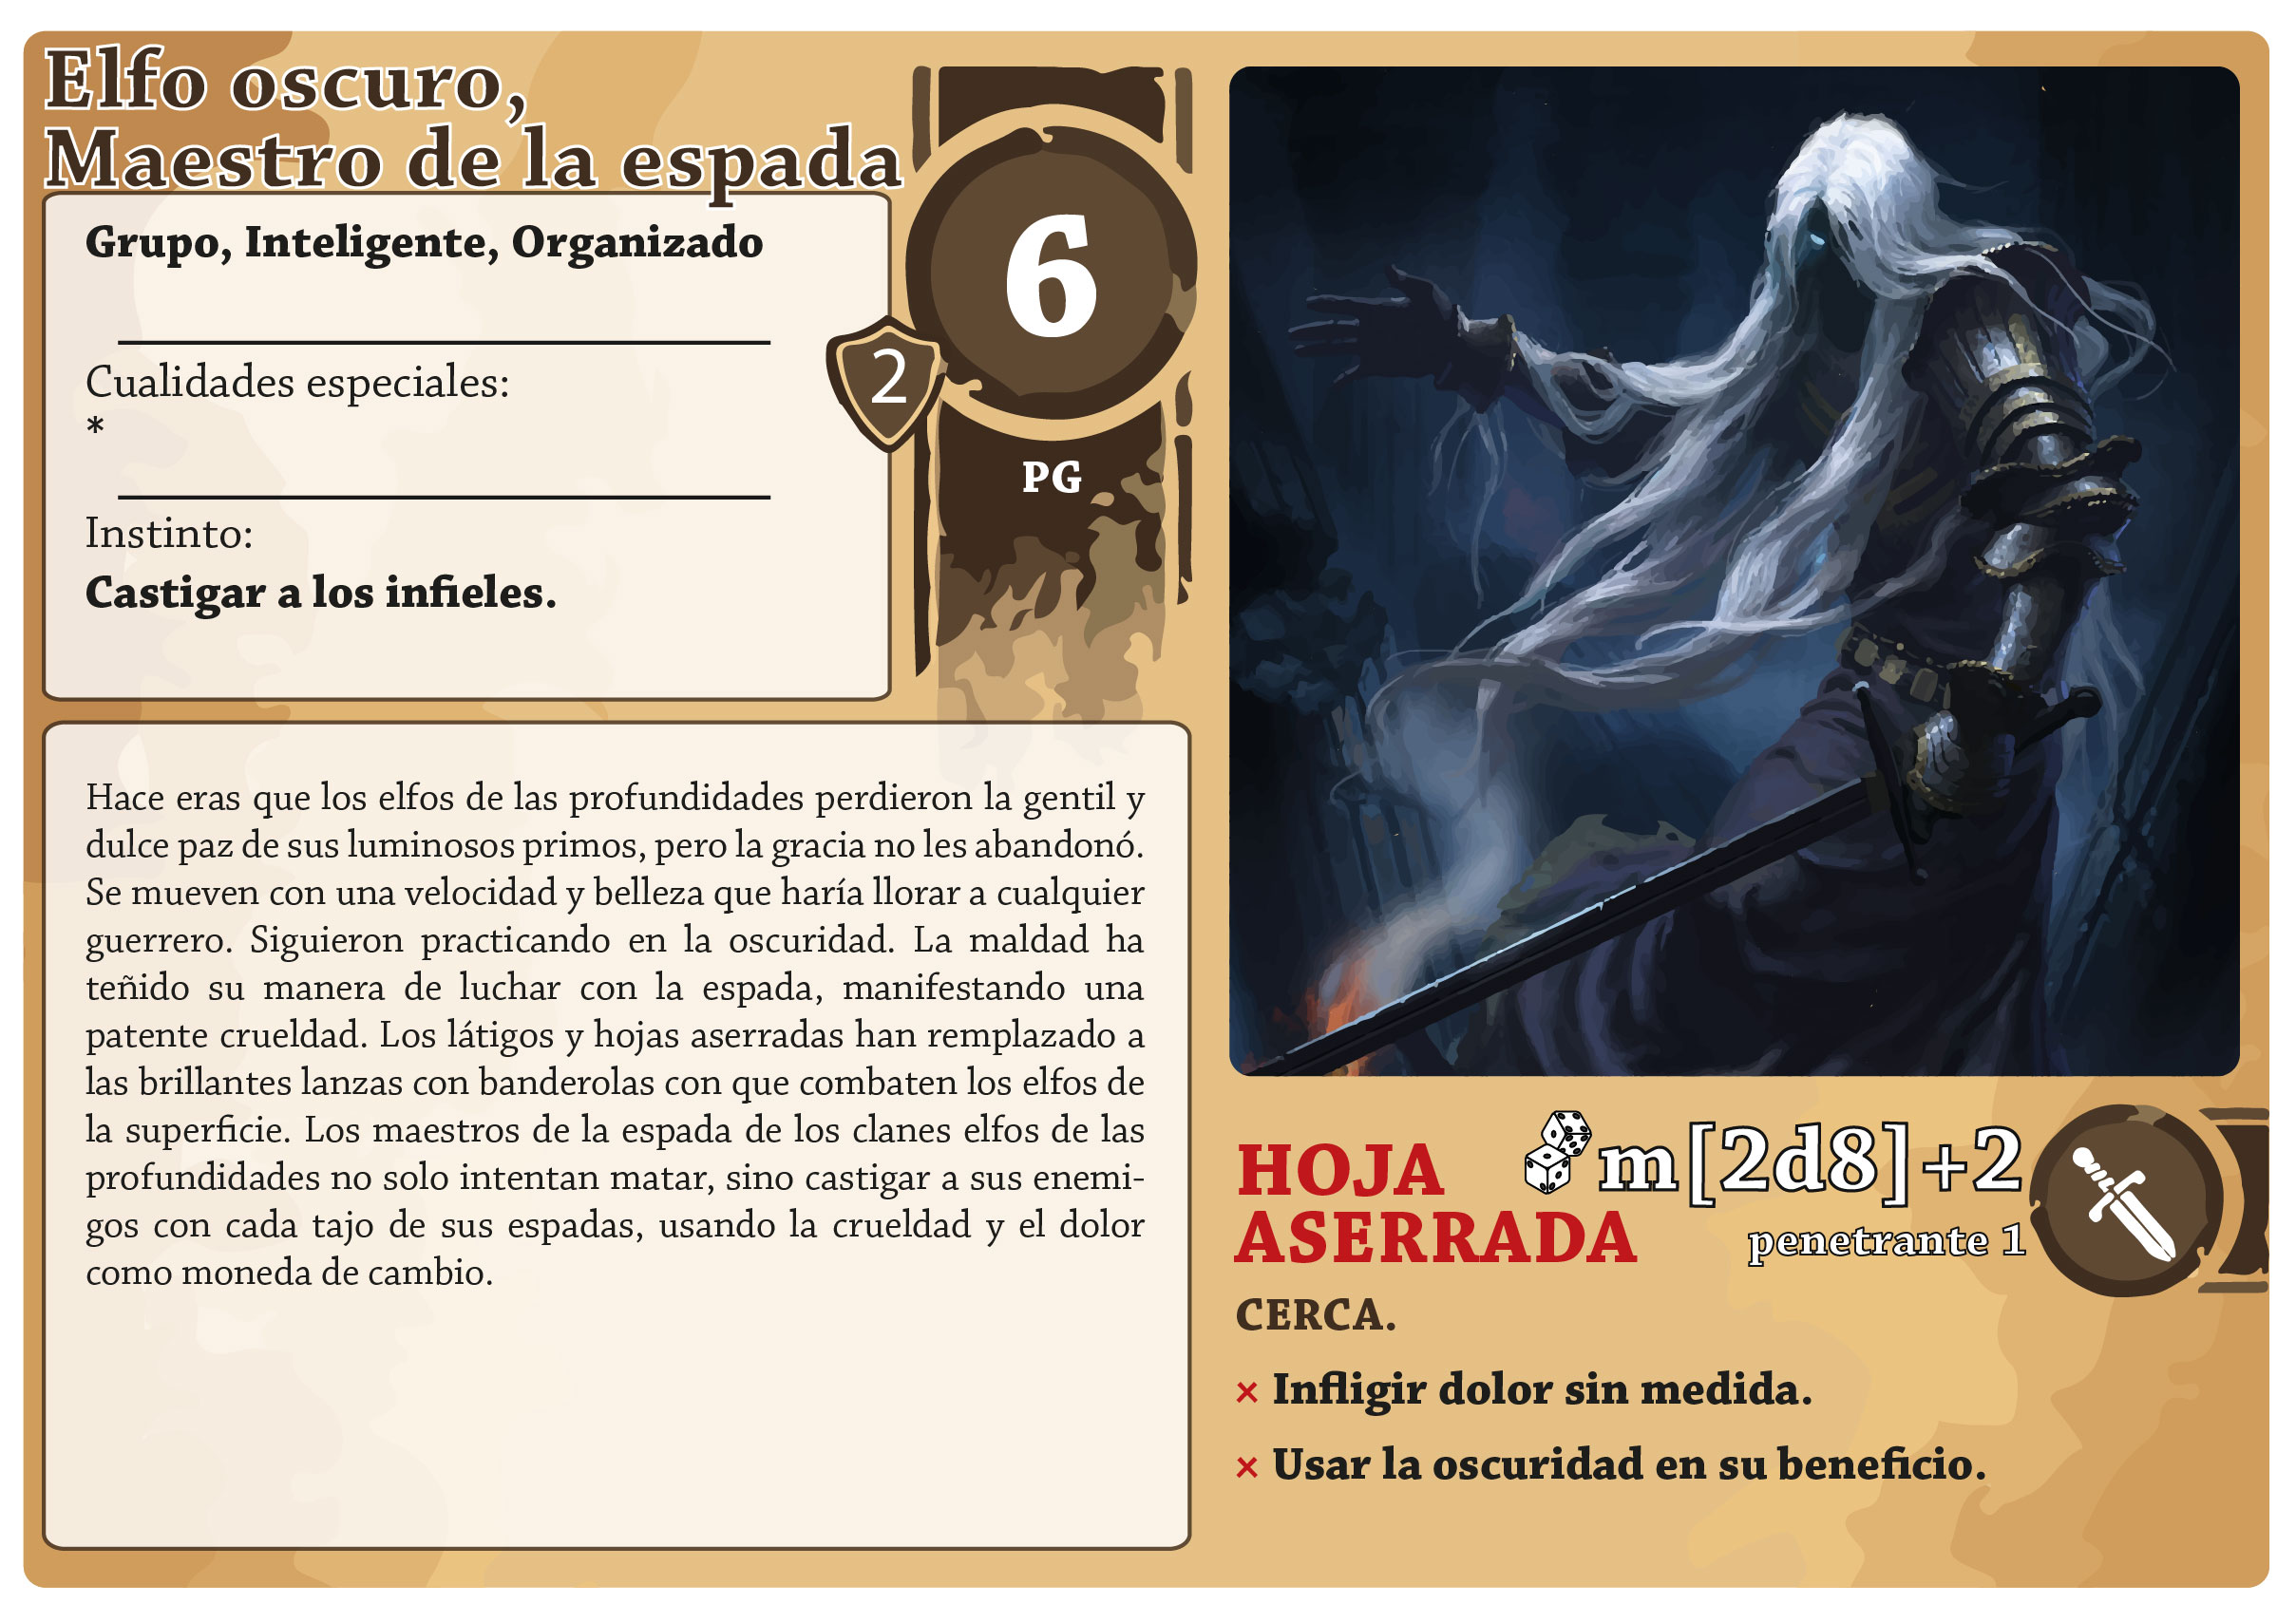 Elfo oscuro,
Maestro de la espada
Grupo, Inteligente, Organizado
Cualidades especiales:
*
Instinto:
Castigar a los infieles.
2
6
PG
Hace eras que los elfos de las profundidades perdieron la gentil y
dulce paz de sus luminosos primos, pero la gracia no les abandonó.
Se mueven con una velocidad y belleza que haría llorar a cualquier
guerrero. Siguieron practicando en la oscuridad. La maldad ha
teñido su manera de luchar con la espada, manifestando una
patente crueldad. Los látigos y hojas aserradas han remplazado a
las brillantes lanzas con banderolas con que combaten los elfos de
la superficie. Los maestros de la espada de los clanes elfos de las
profundidades no solo intentan matar, sino castigar a sus enemi-
gos con cada tajo de sus espadas, usando la crueldad y el dolor
como moneda de cambio.
HOJA
ASERRADA
m[2d8]+2
penetrante 1
CERCA.
× Infligir dolor sin medida.
× Usar la oscuridad en su beneficio.